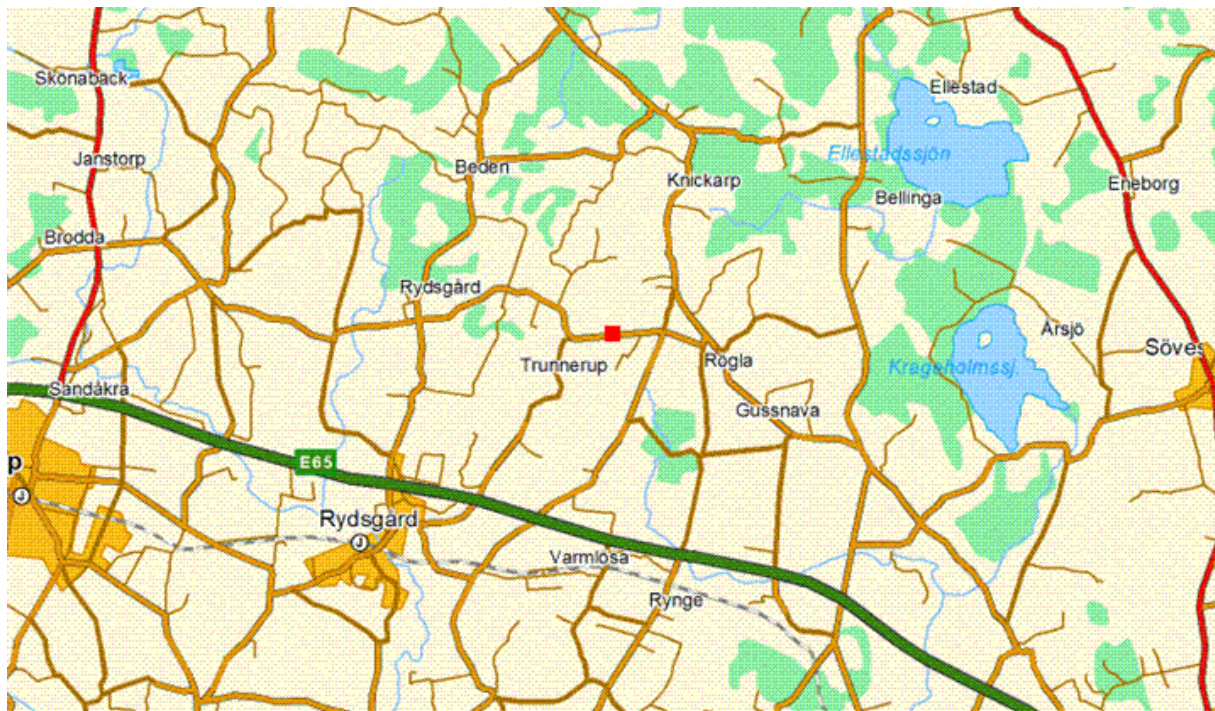 Ellestad
Skönabäck
Ellestadssjön
Janstorp
Beden
Knickarp
Eneborg
Bellinga
Brodda
Rydsgård
Årsjö
Söves
Trunnerup
Rögla
Krageholmssj.
Sandåkra
Gussnava
p
E65
J
Rydsgård
J
Varmlösa
Rynge